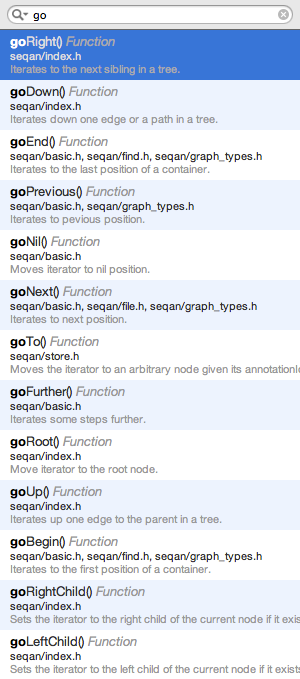 go
goRight() Function
seqan/index.h
Iterates to the next sibling in a tree.
goDown() Function
seqan/index.h
Iterates down one edge or a path in a tree.
goEnd() Function
seqan/basic.h, seqan/find.h, seqan/graph_types.h
Iterates to the last position of a container.
goPrevious() Function
seqan/basic.h, seqan/graph_types.h
Iterates to pevious position.
goNil() Function
seqan/basic.h
Moves iterator to nil position.
goNext() Function
seqan/basic.h, seqan/file.h, seqan/graph_types.h
Iterates to next position.
goTo() Function
seqan/store.h
Moves the iterator to an arbitrary node given its annotationI
goFurther() Function
seqan/basic.h
Iterates some steps further.
goRoot() Function
seqan/index.h
Move iterator to the root node.
goUp() Function
seqan/index.h
Iterates up one edge to the parent in a tree.
goBegin() Function
seqan/basic.h, seqan/find.h, seqan/graph_types.h
Iterates to the first position of a container.
goRightChild() Function
seqan/index.h
Sets the iterator to the right child of the current node if it exis
goLeftChild() Function
seqan/index.h
Sets the iterator to the left child of the current node if it exists